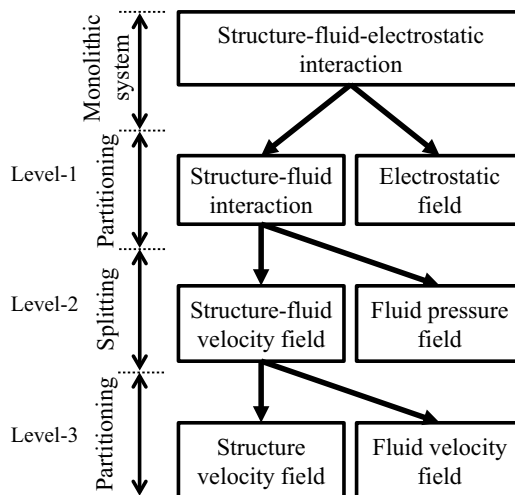 Monolithic
system
Structure-fluid-electrostatic
interaction
Level-1
Partitioning
Structure-fluid
interaction
Electrostatic
field
Level-2
Splitting
Structure-fluid
velocity field
Fluid pressure
field
Level-3
Partitioning
Structure
velocity field
Fluid velocity
field